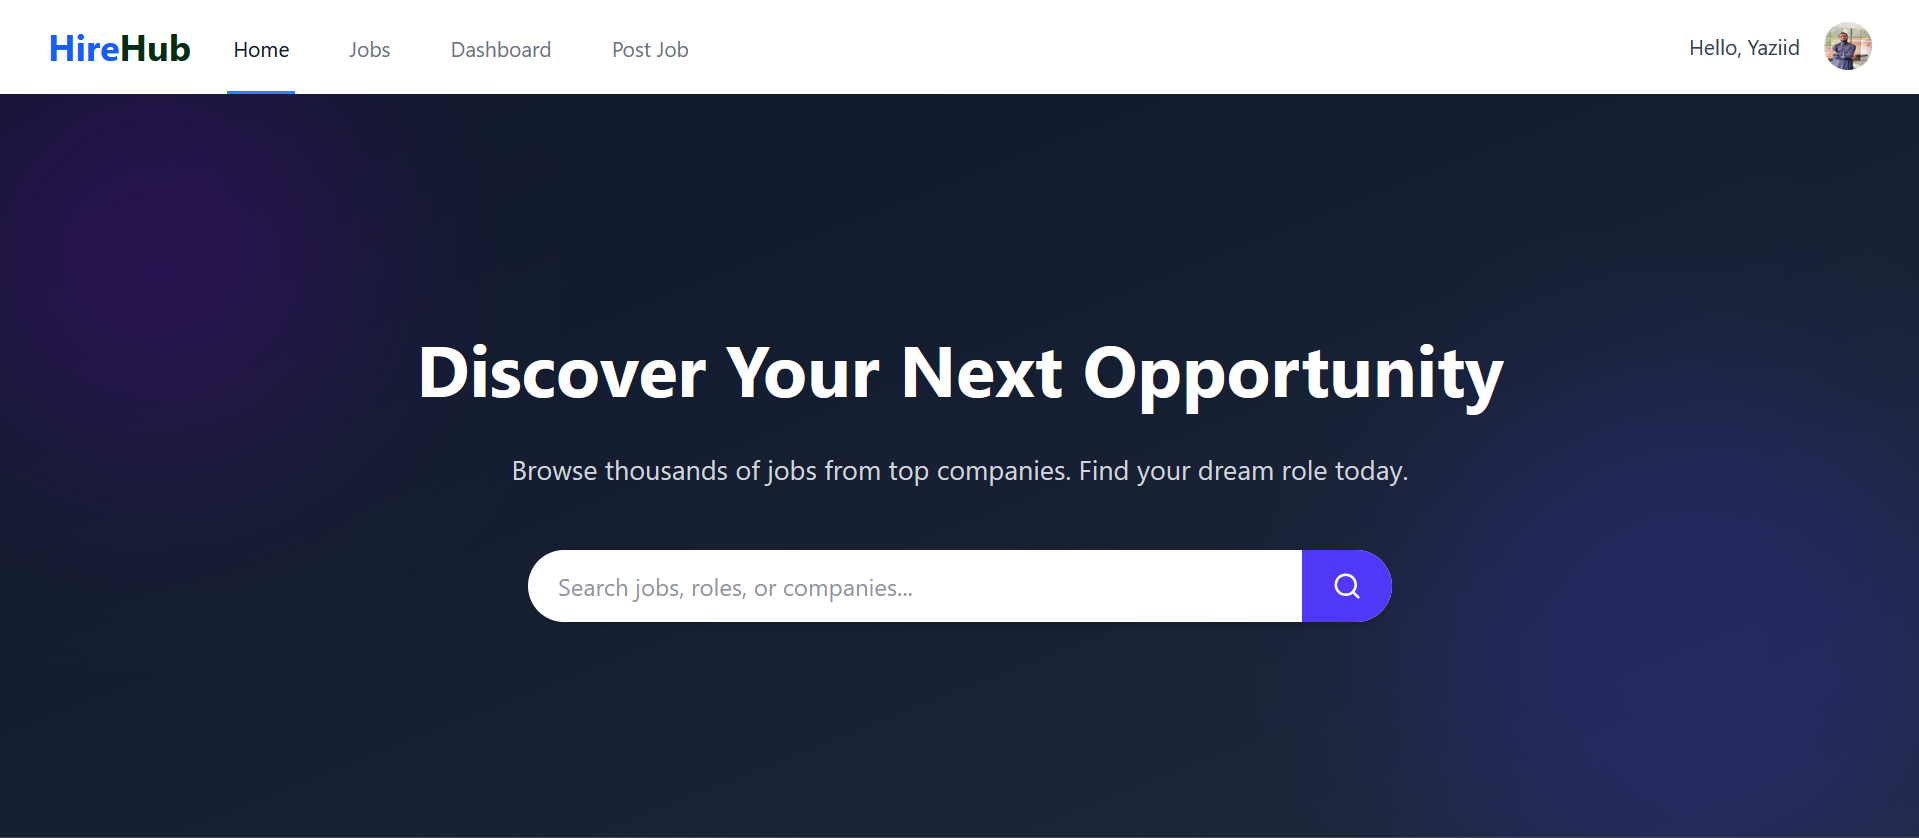 HireHub
Home
Jobs
Dashboard
Post Job
Hello, Yaziid
Discover Your Next Opportunity
Browse thousands of jobs from top companies. Find your dream role today.
Search jobs, roles, or companies...